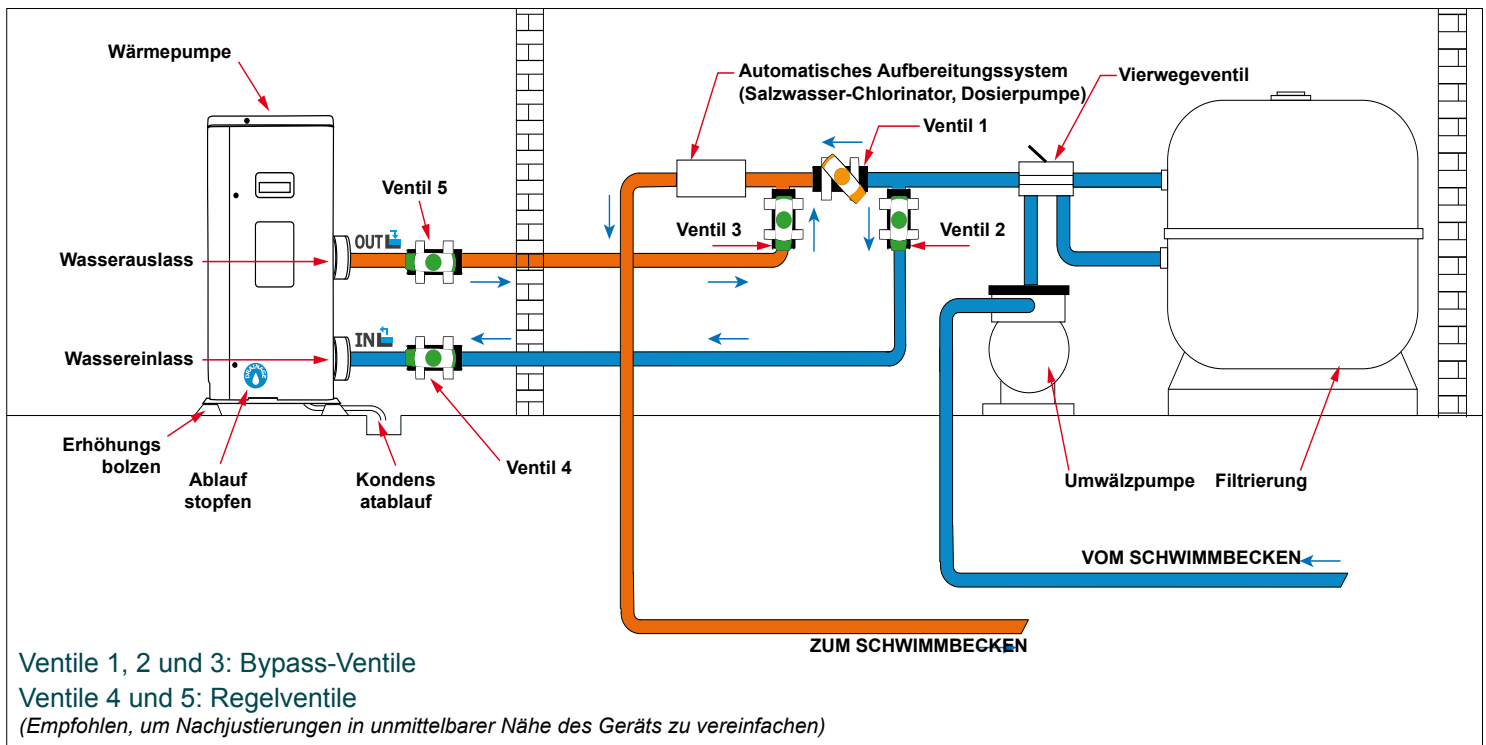 Wärmepumpe
Automatisches Aufbereitungssystem
(Salzwasser-Chlorinator, Dosierpumpe)
Vierwegeventil
Ventil 1
Ventil 5
Ventil 3
Ventil 2
OUT
Wasserauslass
IN
Wassereinlass
DRAINAGE
Erhöhungs
bolzen
Ablauf
stopfen
Kondens
atablauf
Ventil 4
Umwälzpumpe
Filtrierung
VOM SCHWIMMBECKEN
ZUM SCHWIMMBECKEN
Ventile 1, 2 und 3: Bypass-Ventile
Ventile 4 und 5: Regelventile
(Empfohlen, um Nachjustierungen in unmittelbarer Nähe des Geräts zu vereinfachen)